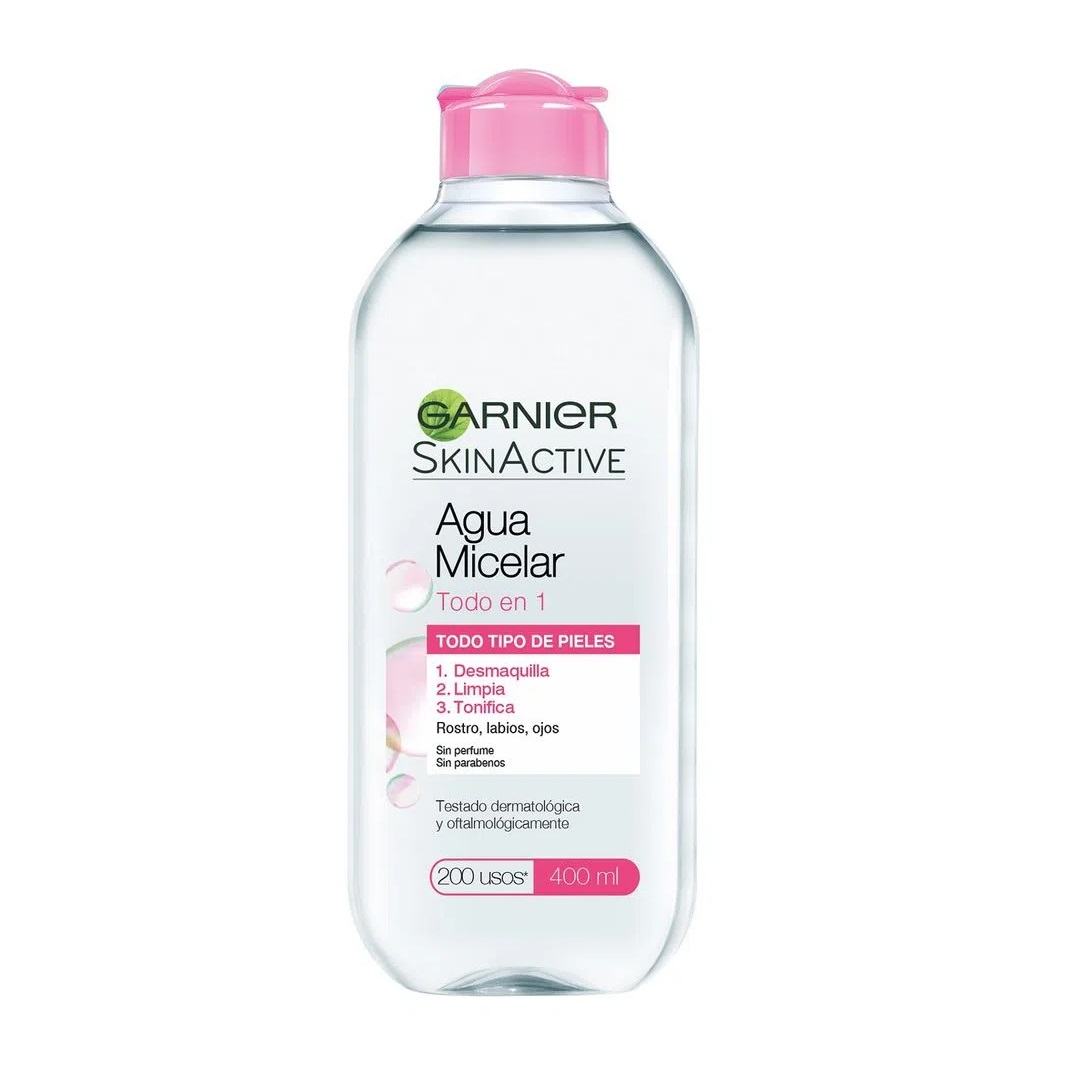 GARNIER
SKINACTIVE
Agua
Micelar
Todo en 1
TODO TIPO DE PIELES
1. Desmaquilla
2. Limpia
3. Tonifica
Rostro, labios, ojos
Sin perfume
Sin parabenos
Testado dermatológica
y oftalmológicamente
200 usos* 400 ml